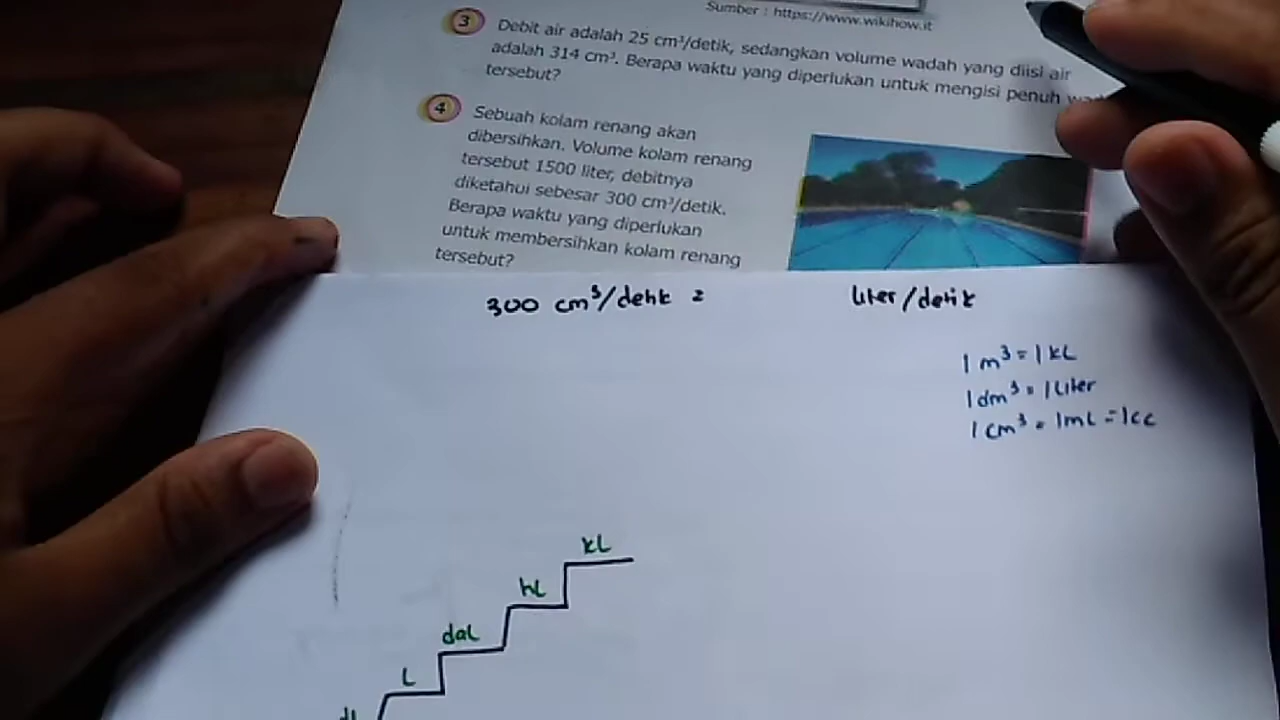 Sumber : https://www.wikihow.it
3 Debit air adalah 25 cm³/detik, sedangkan volume wadah yang diisi air
adalah 314 cm³. Berapa waktu yang diperlukan untuk mengisi penuh
tersebut?
4 Sebuah kolam renang akan
dibersihkan. Volume kolam renang
tersebut 1500 liter, debitnya
diketahui sebesar 300 cm³/detik.
Berapa waktu yang diperlukan
untuk membersihkan kolam renang
tersebut?
300 cm³/detik = liter/detik
1 m³ = 1 kL
1 dm³ = 1 Liter
1 cm³ = 1 mL = 1 cc
kL
hL
daL
L